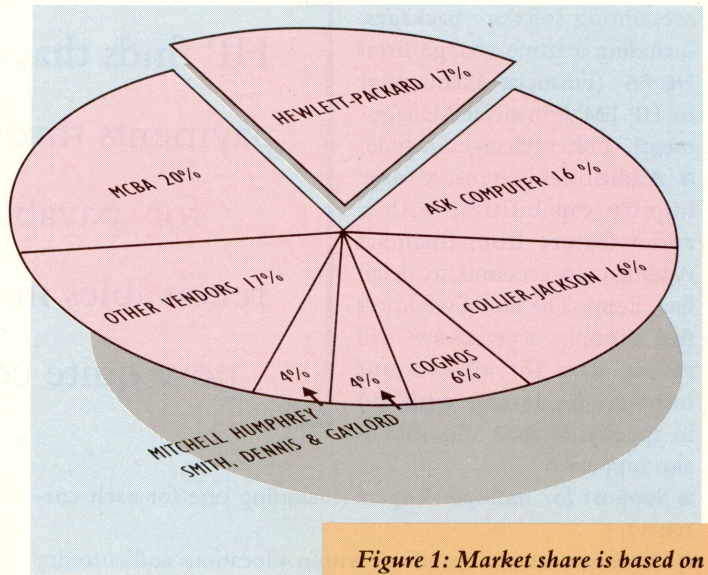 HEWLETT-PACKARD 17%
MCBA 20%
ASK COMPUTER 16 %
OTHER VENDORS 17%
COLLIER-JACKSON 16%
4%
4%
COGNOS
6%
MITCHELL HUMPHREY
SMITH, DENNIS & GAYLORD
Figure 1: Market share is based on